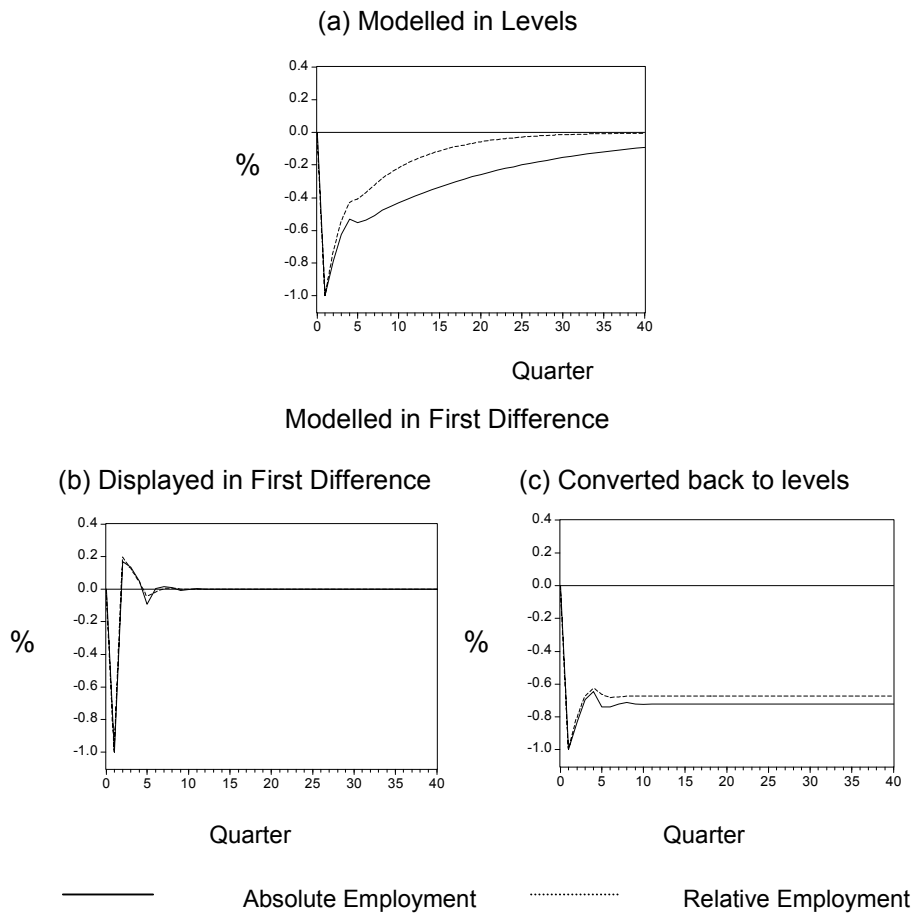 (a) Modelled in Levels
0.4
0.2
0.0
-0.2
-0.4
-0.6
-0.8
-1.0
%
0 5 10 15 20 25 30 35 40
Quarter
Modelled in First Difference
(b) Displayed in First Difference
0.4
0.2
0.0
-0.2
-0.4
-0.6
-0.8
-1.0
%
0 5 10 15 20 25 30 35 40
Quarter
(c) Converted back to levels
0.4
0.2
0.0
-0.2
-0.4
-0.6
-0.8
-1.0
%
0 5 10 15 20 25 30 35 40
Quarter
Absolute Employment
Relative Employment